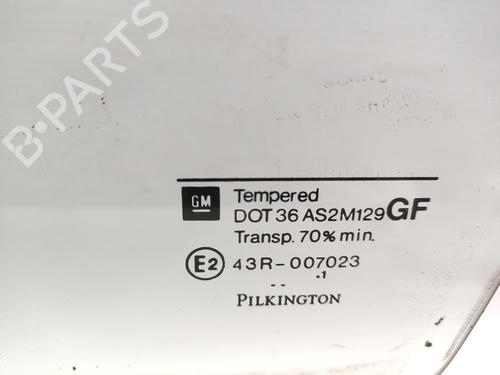 B-PARTS
GM
Tempered
DOT 36 AS2M129 GF
Transp. 70% min.
E2 43R-007023
.1
PILKINGTON